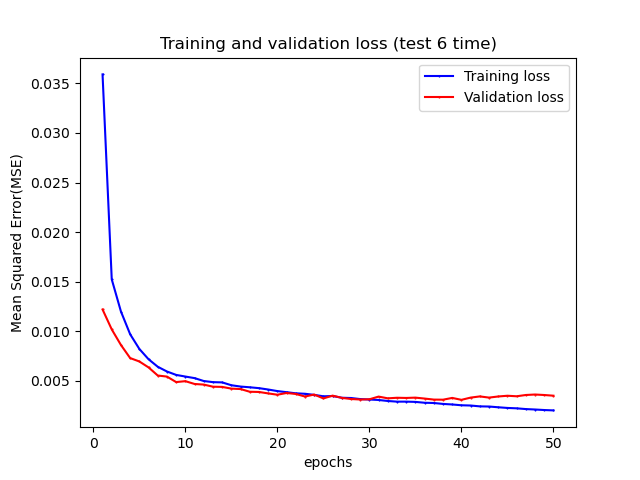 Training and validation loss (test 6 time)
Training loss
Validation loss
Mean Squared Error(MSE)
0.035
0.030
0.025
0.020
0.015
0.010
0.005
0 10 20 30 40 50
epochs